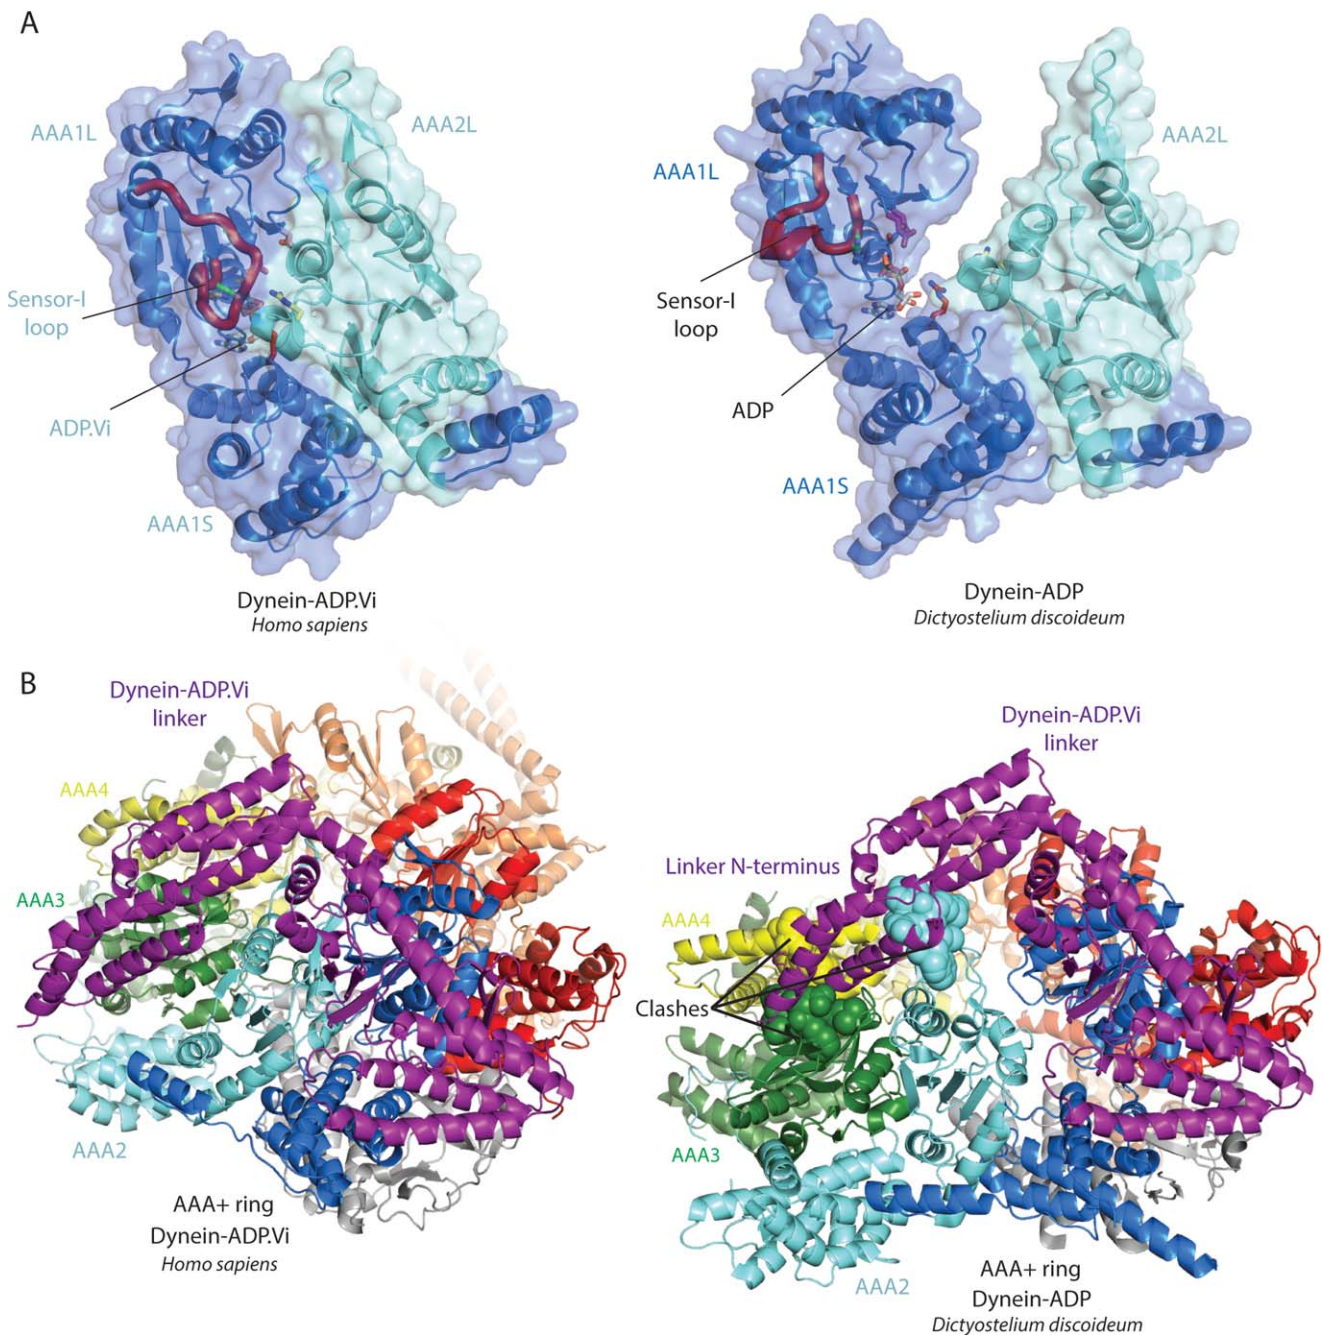 A
AAA1L
AAA2L
Sensor-I
loop
ADP.Vi
AAA1S
Dynein-ADP.Vi
Homo sapiens
AAA1L
AAA2L
Sensor-I
loop
ADP
AAA1S
Dynein-ADP
Dictyostelium discoideum
B
Dynein-ADP.Vi
linker
AAA4
AAA3
AAA2
AAA+ ring
Dynein-ADP.Vi
Homo sapiens
Dynein-ADP.Vi
linker
Linker N-terminus
AAA4
Clashes
AAA3
AAA2
AAA+ ring
Dynein-ADP
Dictyostelium discoideum